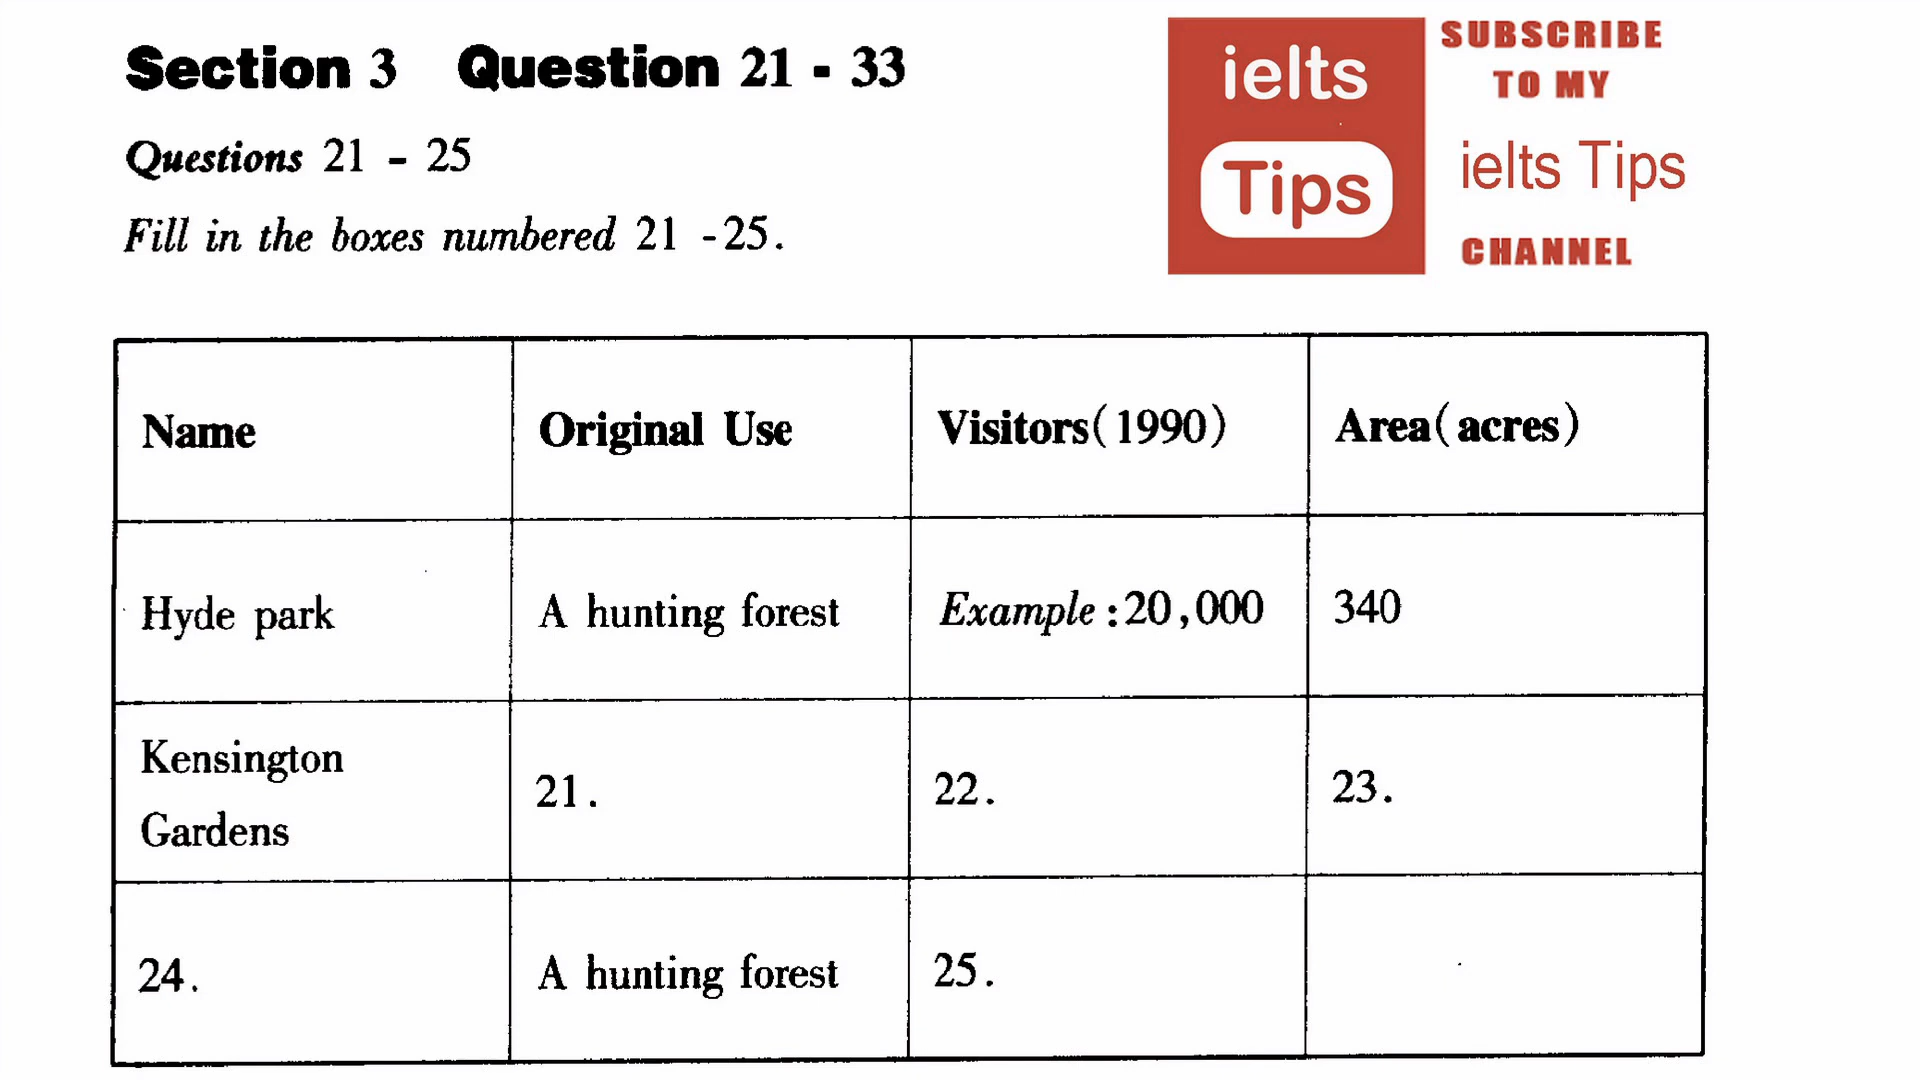 Section 3 Question 21 - 33
Questions 21 - 25
Fill in the boxes numbered 21 -25.
ielts
Tips
SUBSCRIBE
TO MY
ielts Tips
CHANNEL
Name Original Use Visitors(1990) Area(acres)
Hyde park A hunting forest Example :20,000 340
Kensington
Gardens
21. 22. 23.
24. A hunting forest 25.